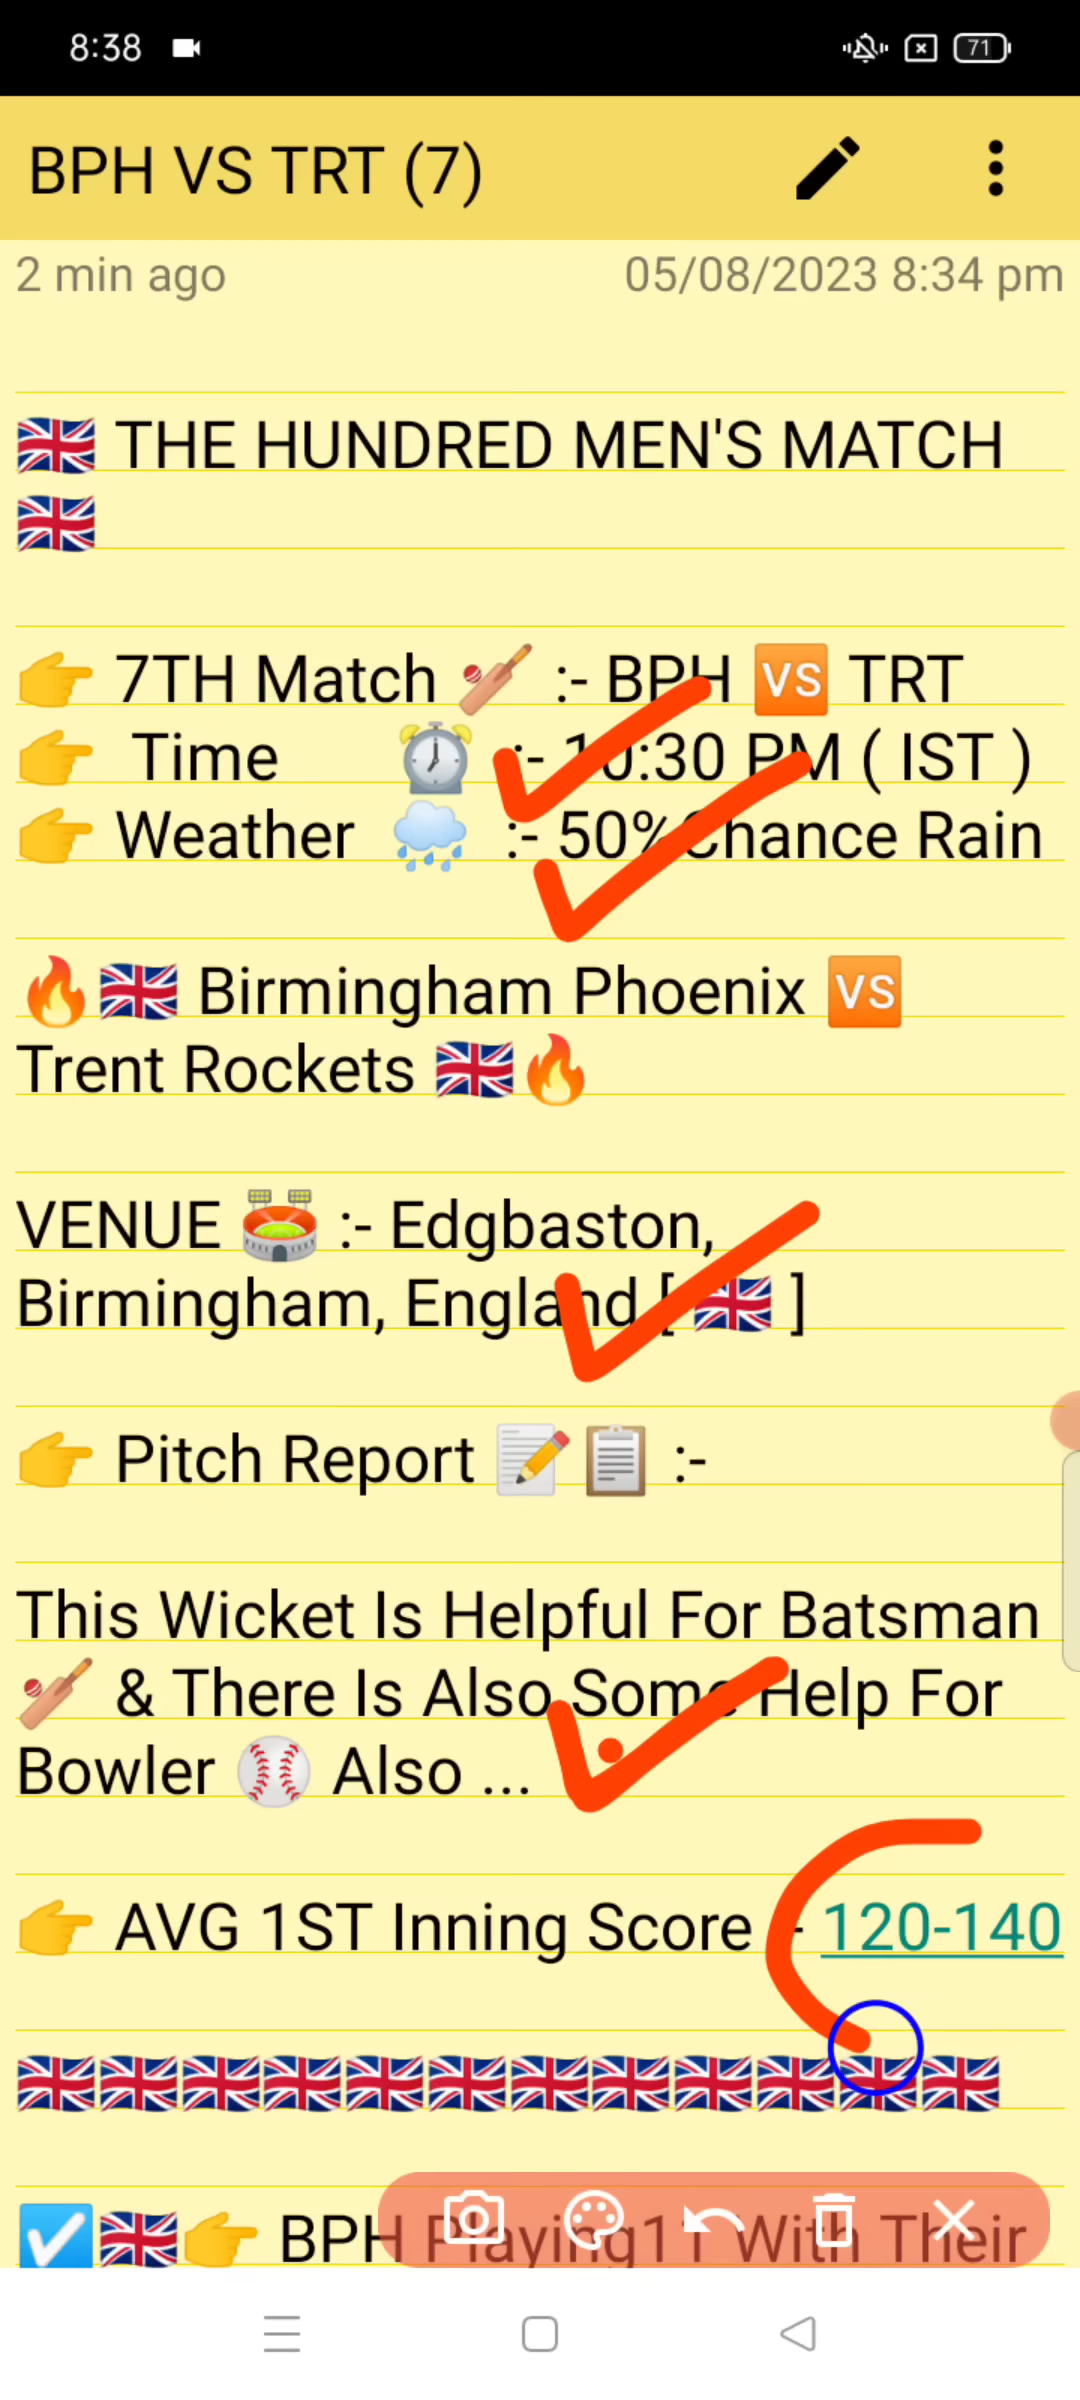 8:38
71
BPH VS TRT (7)
2 min ago
05/08/2023 8:34 pm
🇬🇧 THE HUNDRED MEN'S MATCH
🇬🇧
👉 7TH Match 🏏 :- BPH 🆚 TRT
👉 Time ⏰ :- 10:30 PM ( IST )
👉 Weather 🌧️ :- 50% Chance Rain
🔥🇬🇧 Birmingham Phoenix 🆚
Trent Rockets 🇬🇧🔥
VENUE 🏟️ :- Edgbaston,
Birmingham, England [ 🇬🇧 ]
👉 Pitch Report 📝📋 :-
This Wicket Is Helpful For Batsman
🏏 & There Is Also Some Help For
Bowler ⚾ Also ...
👉 AVG 1ST Inning Score - 120-140
🇬🇧🇬🇧🇬🇧🇬🇧🇬🇧🇬🇧🇬🇧🇬🇧🇬🇧🇬🇧🇬🇧🇬🇧
☑️🇬🇧👉 BPH Playing11 With Their